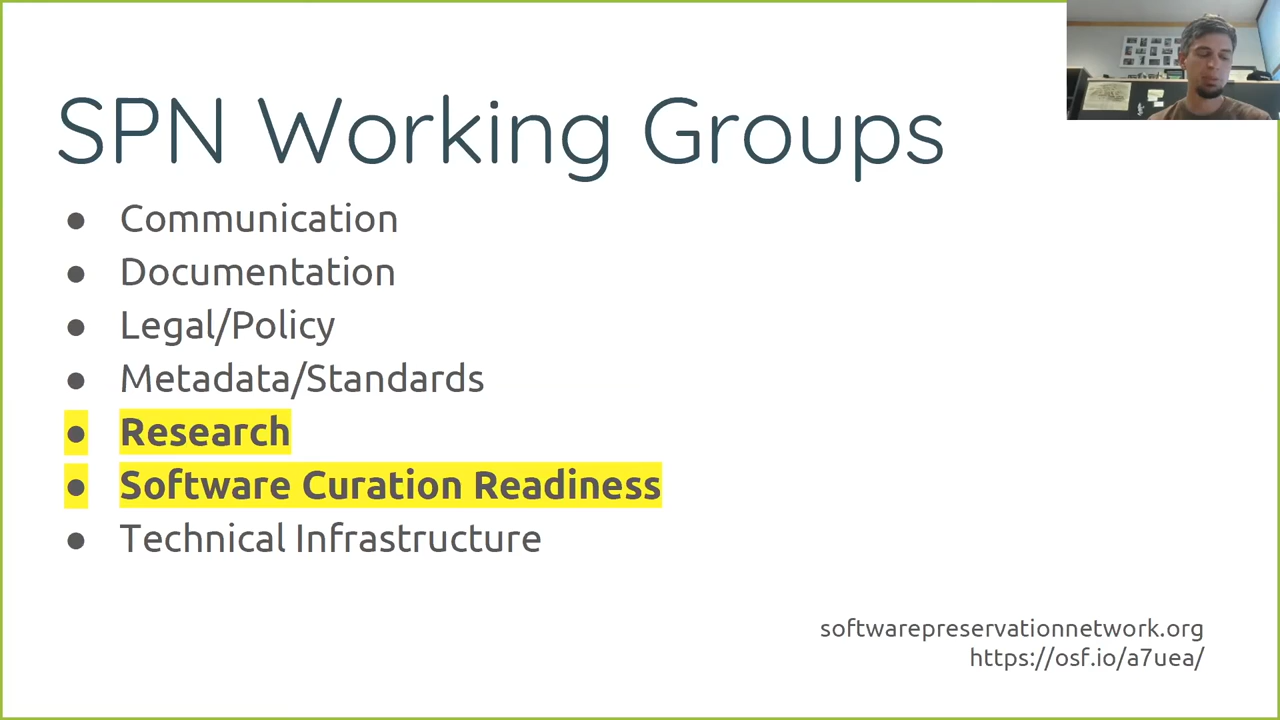 SPN Working Groups
● Communication
● Documentation
● Legal/Policy
● Metadata/Standards
● Research
● Software Curation Readiness
● Technical Infrastructure
softwarepreservationnetwork.org
https://osf.io/a7uea/